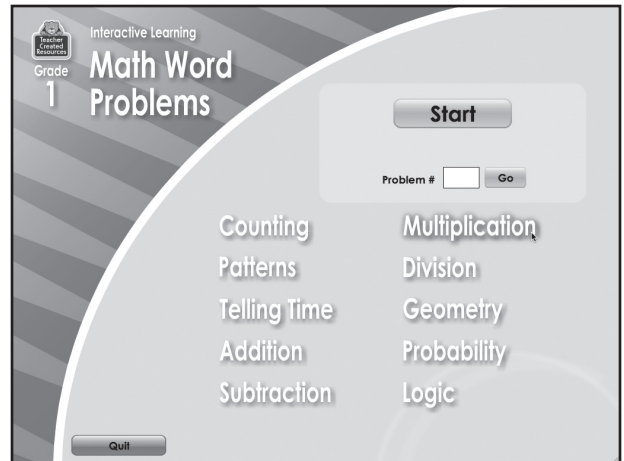 Teacher
Created
Resources
Interactive Learning
Grade
1
Math Word
Problems
Start
Problem #
Go
Counting
Patterns
Telling Time
Addition
Subtraction
Multiplication
Division
Geometry
Probability
Logic
Quit